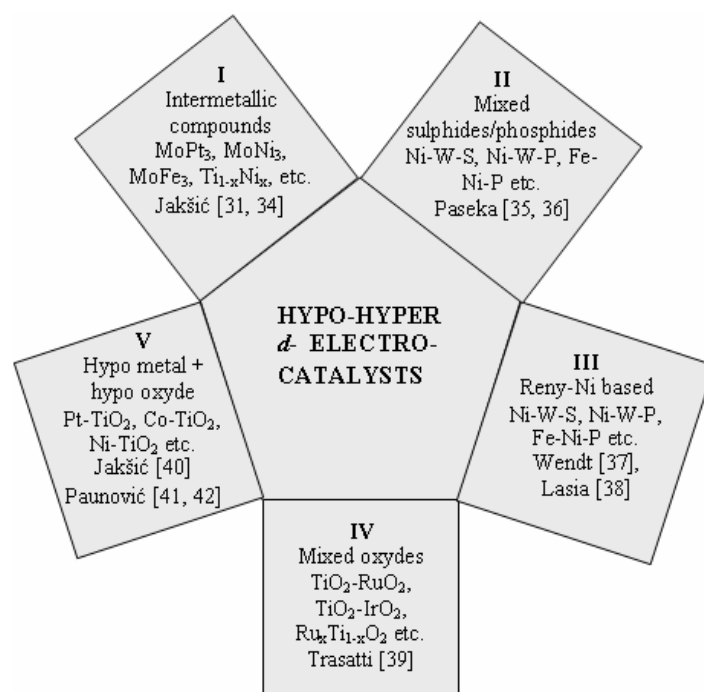 I
Intermetallic
compounds
MoPt₃, MoNi₃,
MoFe₃, Ti₁₋ₓNiₓ, etc.
Jakšić [31, 34]
II
Mixed
sulphides/phosphides
Ni-W-S, Ni-W-P, Fe-
Ni-P etc.
Paseka [35, 36]
HYPO-HYPER
d- ELECTRO-
CATALYSTS
III
Reny-Ni based
Ni-W-S, Ni-W-P,
Fe-Ni-P etc.
Wendt [37],
Lasia [38]
IV
Mixed oxydes
TiO₂-RuO₂,
TiO₂-IrO₂,
RuₓTi₁₋ₓO₂ etc.
Trasatti [39]
V
Hypo metal +
hypo oxyde
Pt-TiO₂, Co-TiO₂,
Ni-TiO₂ etc.
Jakšić [40]
Paunović [41, 42]